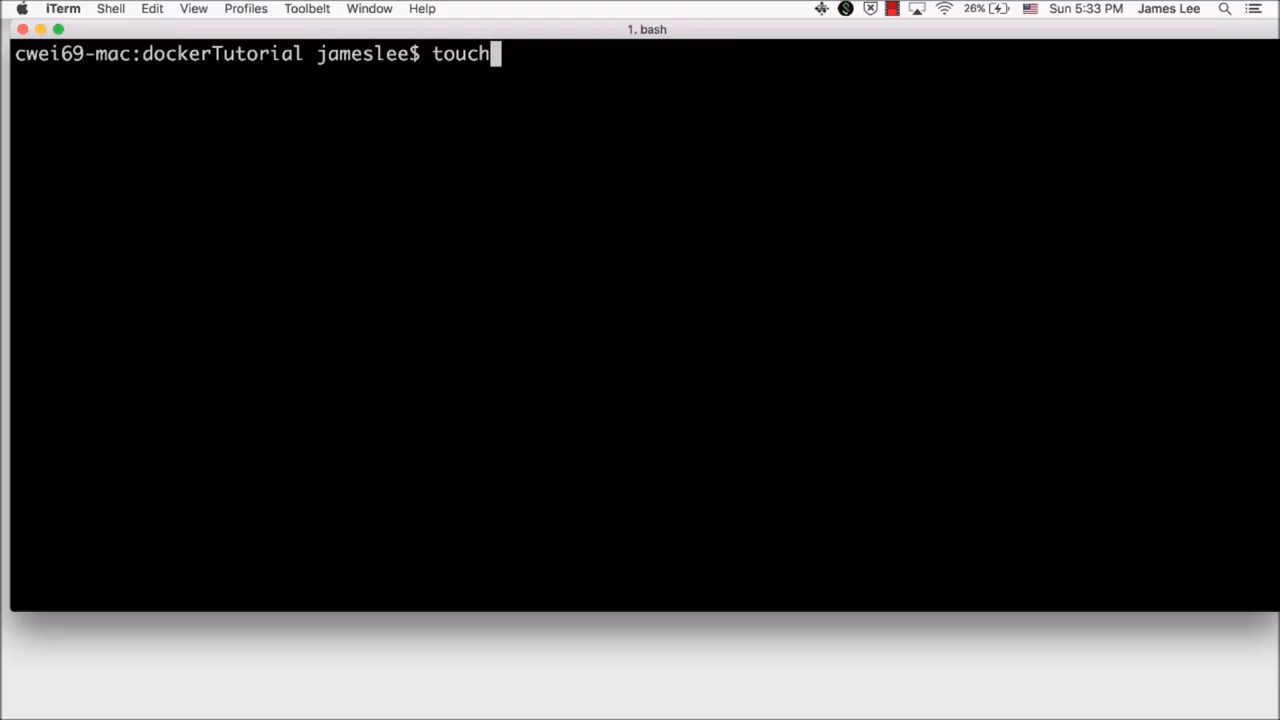 iTerm Shell Edit View Profiles Toolbelt Window Help 26% Sun 5:33 PM James Lee
1. bash
cwei69-mac:dockerTutorial jameslee$ touch